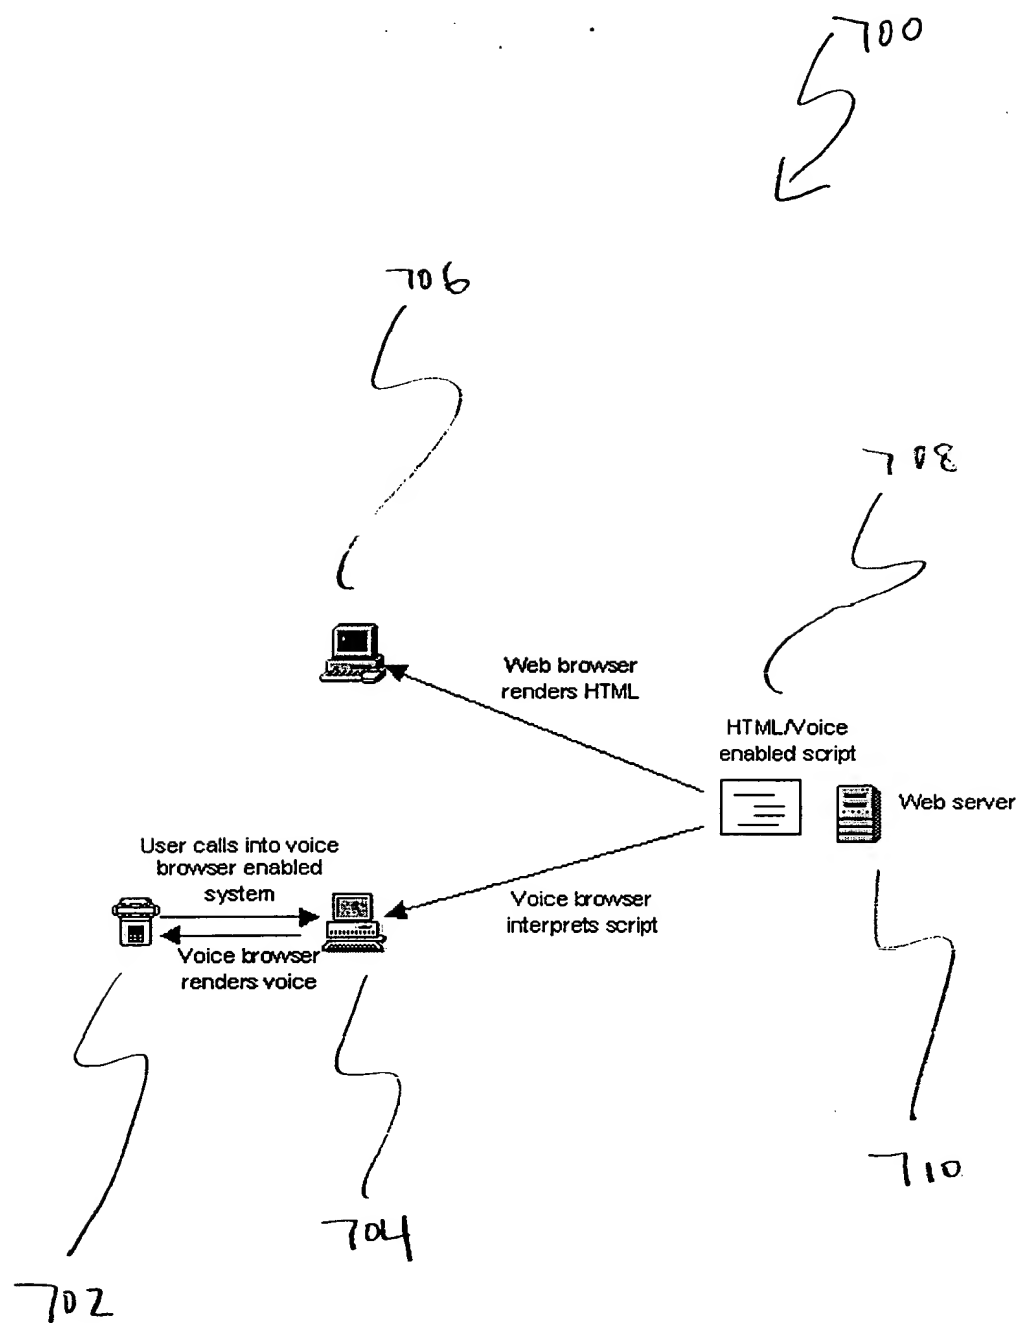 700
706
708
Web browser
renders HTML
HTML/Voice
enabled script
Web server
User calls into voice
browser enabled
system
Voice browser
interprets script
Voice browser
renders voice
710
704
702